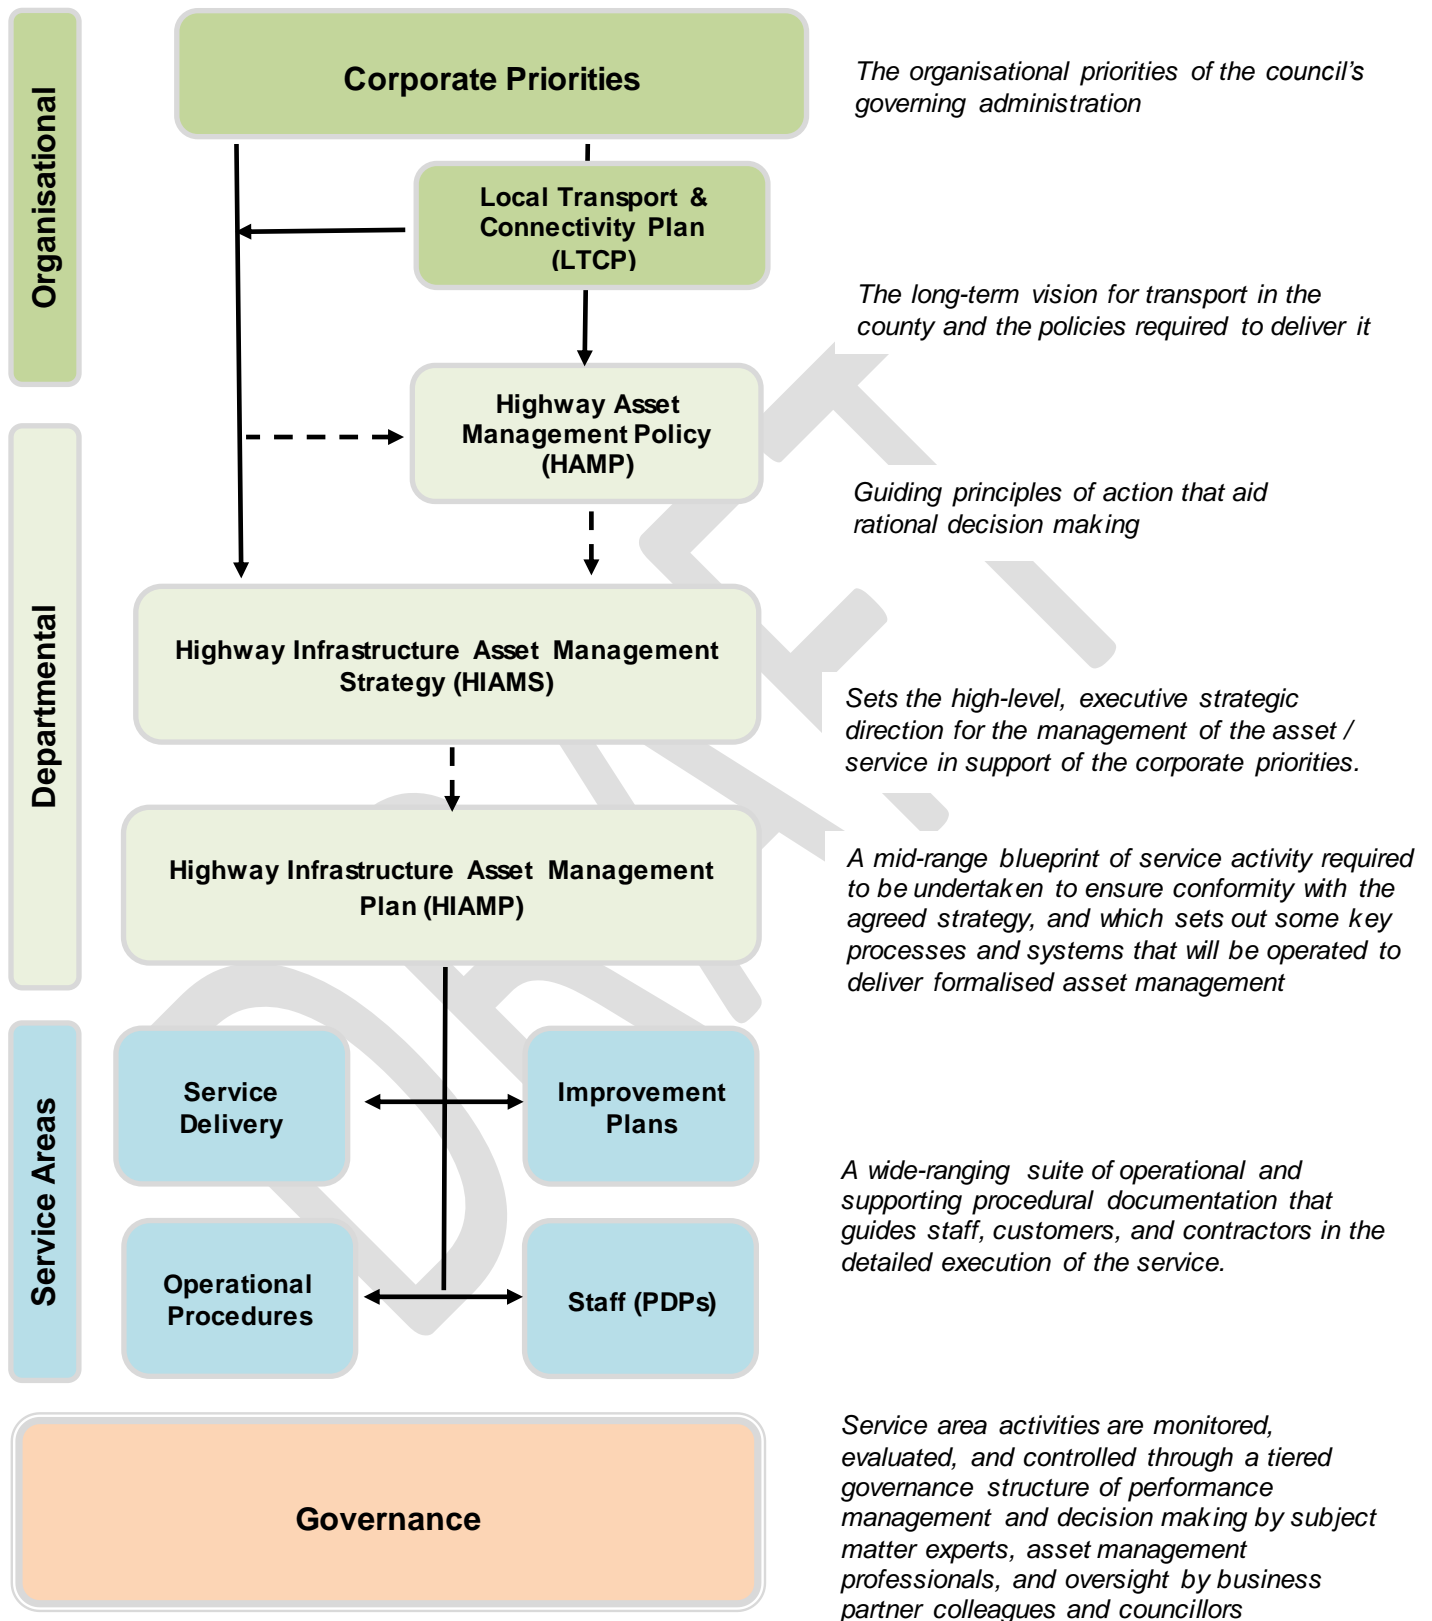 Organisational
Corporate Priorities
The organisational priorities of the council's
governing administration
Local Transport &
Connectivity Plan
(LTCP)
The long-term vision for transport in the
county and the policies required to deliver it
Departmental
Highway Asset
Management Policy
(HAMP)
Guiding principles of action that aid
rational decision making
Highway Infrastructure Asset Management
Strategy (HIAMS)
Sets the high-level, executive strategic
direction for the management of the asset /
service in support of the corporate priorities.
Highway Infrastructure Asset Management
Plan (HIAMP)
A mid-range blueprint of service activity required
to be undertaken to ensure conformity with the
agreed strategy, and which sets out some key
processes and systems that will be operated to
deliver formalised asset management
Service Areas
Service
Delivery
Improvement
Plans
Operational
Procedures
Staff (PDPs)
A wide-ranging suite of operational and
supporting procedural documentation that
guides staff, customers, and contractors in the
detailed execution of the service.
Governance
Service area activities are monitored,
evaluated, and controlled through a tiered
governance structure of performance
management and decision making by subject
matter experts, asset management
professionals, and oversight by business
partner colleagues and councillors
DRAFT